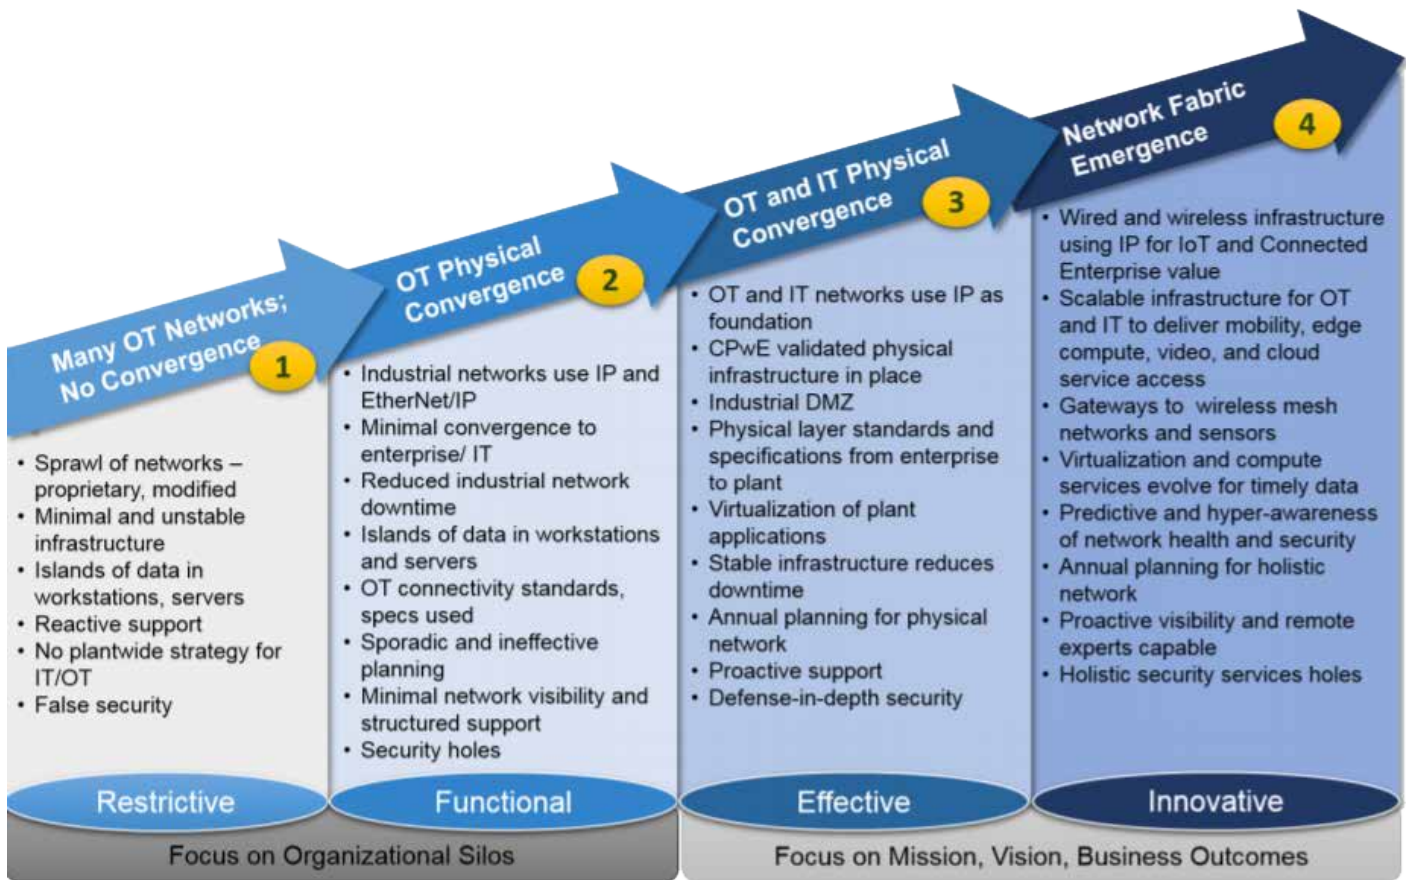 Many OT Networks;
No Convergence
1
• Sprawl of networks –
proprietary, modified
• Minimal and unstable
infrastructure
• Islands of data in
workstations, servers
• Reactive support
• No plantwide strategy for
IT/OT
• False security
Restrictive
OT Physical
Convergence
2
• Industrial networks use IP and
EtherNet/IP
• Minimal convergence to
enterprise/ IT
• Reduced industrial network
downtime
• Islands of data in workstations
and servers
• OT connectivity standards,
specs used
• Sporadic and ineffective
planning
• Minimal network visibility and
structured support
• Security holes
Functional
OT and IT Physical
Convergence
3
• OT and IT networks use IP as
foundation
• CPwE validated physical
infrastructure in place
• Industrial DMZ
• Physical layer standards and
specifications from enterprise
to plant
• Virtualization of plant
applications
• Stable infrastructure reduces
downtime
• Annual planning for physical
network
• Proactive support
• Defense-in-depth security
Effective
Network Fabric
Emergence
4
• Wired and wireless infrastructure
using IP for IoT and Connected
Enterprise value
• Scalable infrastructure for OT
and IT to deliver mobility, edge
compute, video, and cloud
service access
• Gateways to wireless mesh
networks and sensors
• Virtualization and compute
services evolve for timely data
• Predictive and hyper-awareness
of network health and security
• Annual planning for holistic
network
• Proactive visibility and remote
experts capable
• Holistic security services holes
Innovative
Focus on Organizational Silos
Focus on Mission, Vision, Business Outcomes